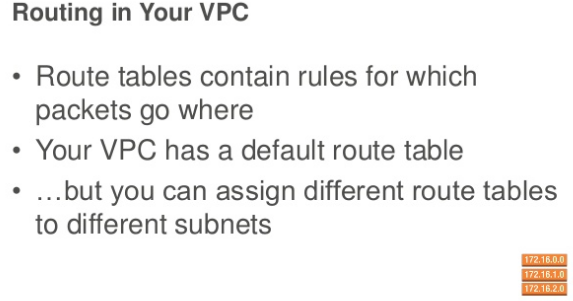 Routing in Your VPC
• Route tables contain rules for which
packets go where
• Your VPC has a default route table
• …but you can assign different route tables
to different subnets
172.16.0.0
172.16.1.0
172.16.2.0